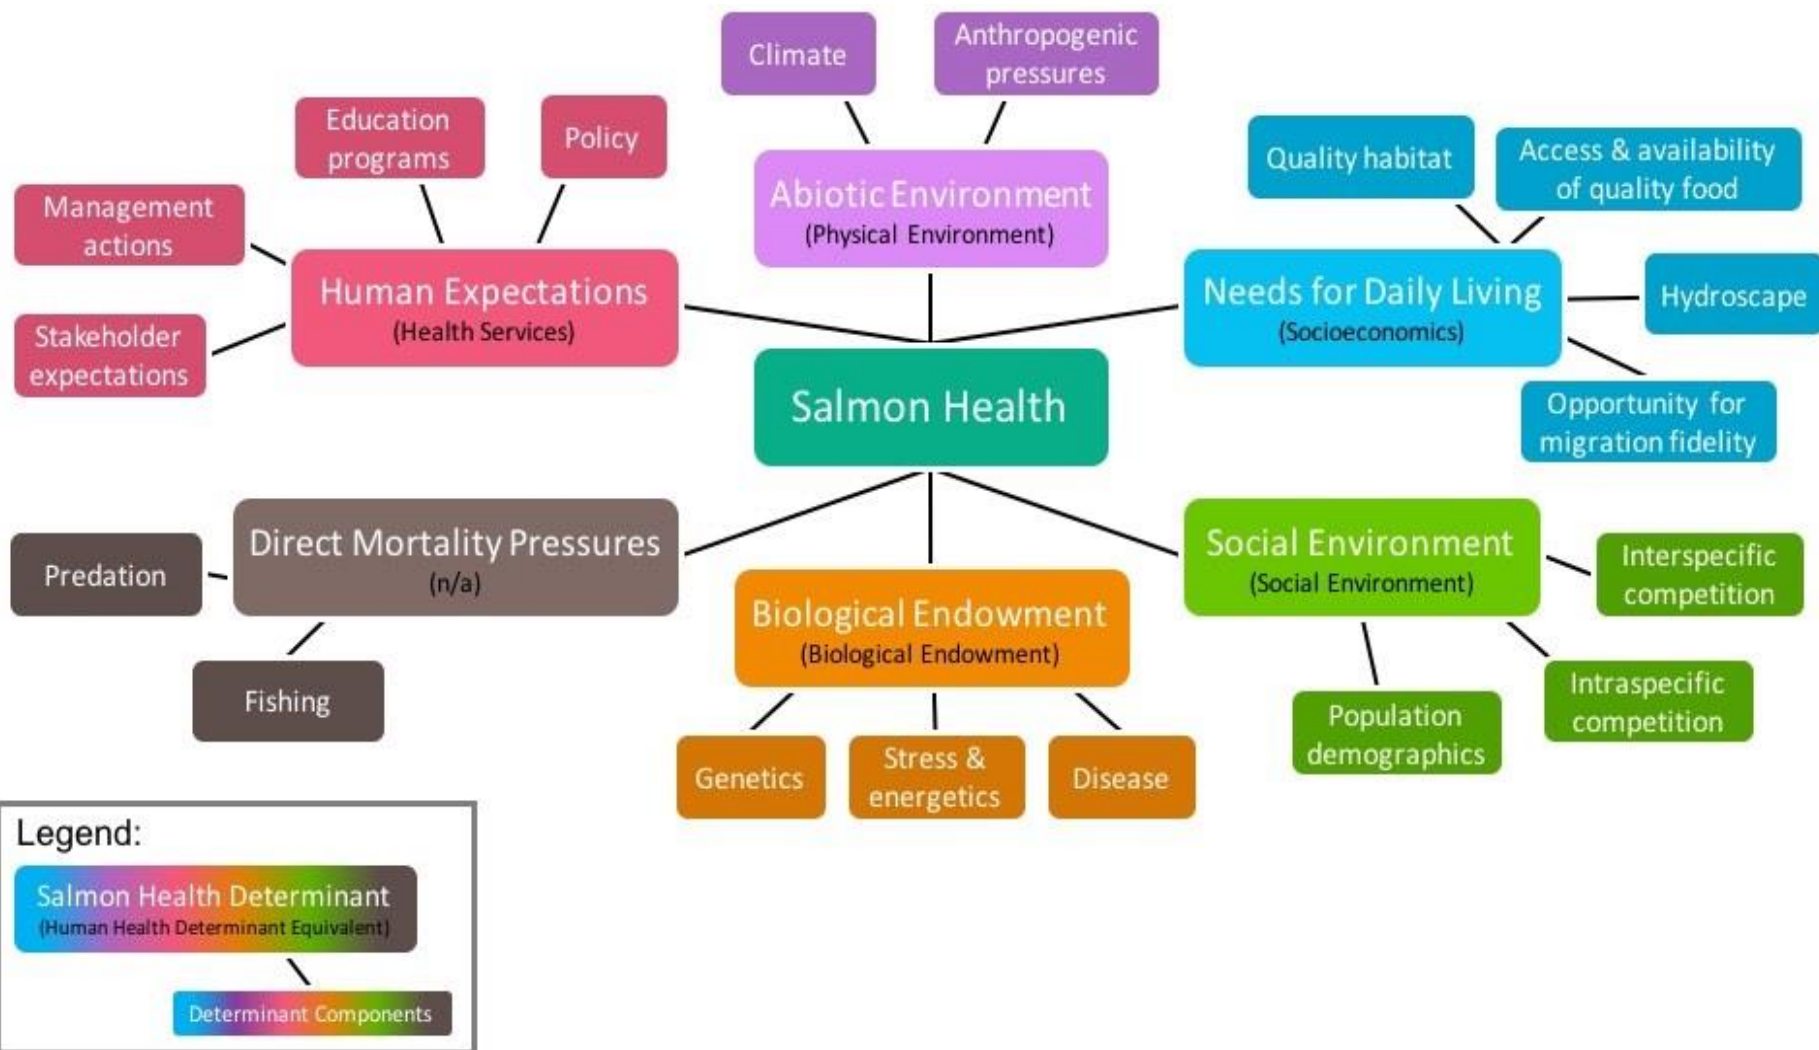 Climate
Anthropogenic
pressures
Education
programs
Policy
Quality habitat
Access & availability
of quality food
Management
actions
Abiotic Environment
(Physical Environment)
Human Expectations
(Health Services)
Needs for Daily Living
(Socioeconomics)
Hydroscape
Stakeholder
expectations
Salmon Health
Opportunity for
migration fidelity
Direct Mortality Pressures
(n/a)
Social Environment
(Social Environment)
Predation
Interspecific
competition
Biological Endowment
(Biological Endowment)
Fishing
Intraspecific
competition
Population
demographics
Genetics
Stress &
energetics
Disease
Legend:
Salmon Health Determinant
(Human Health Determinant Equivalent)
Determinant Components